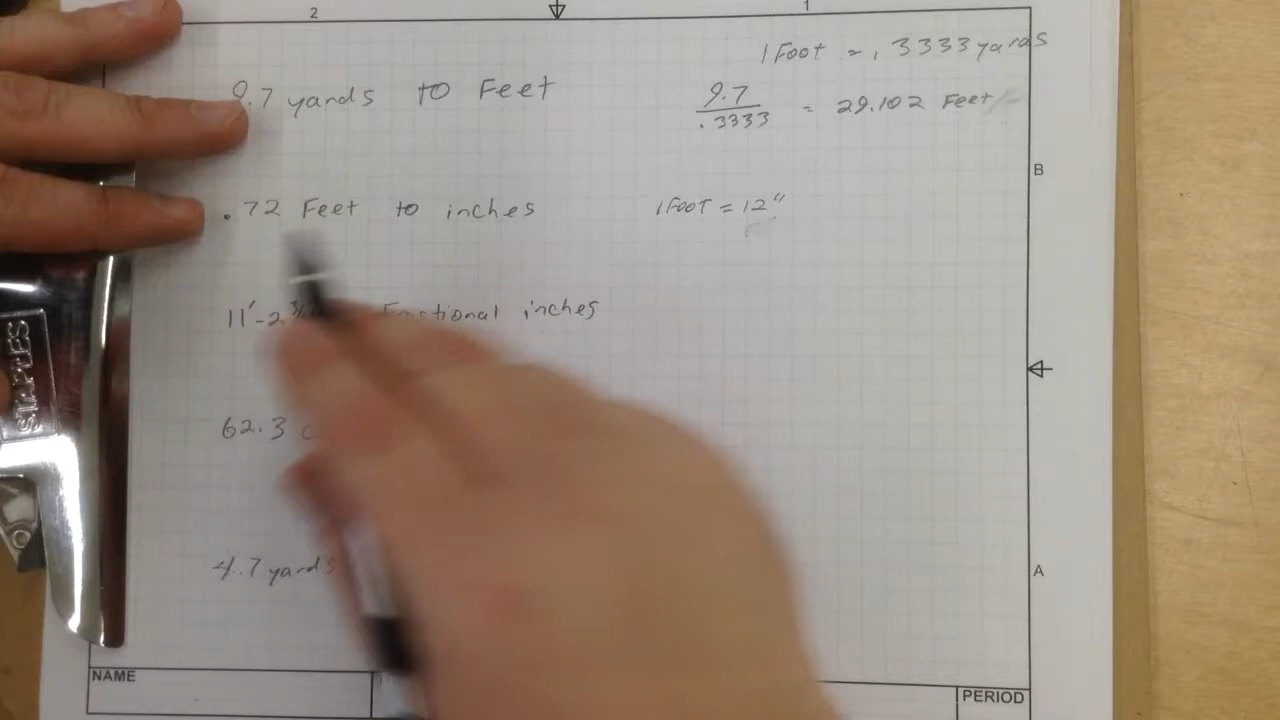 2 1
1 Foot = .3333 yards
9.7 yards to Feet 9.7 / .3333 = 29.102 Feet
B
.72 Feet to inches 1 Foot = 12"
11'-2 inches
62.3
4.7 yards
A
STAPLES
NAME PERIOD